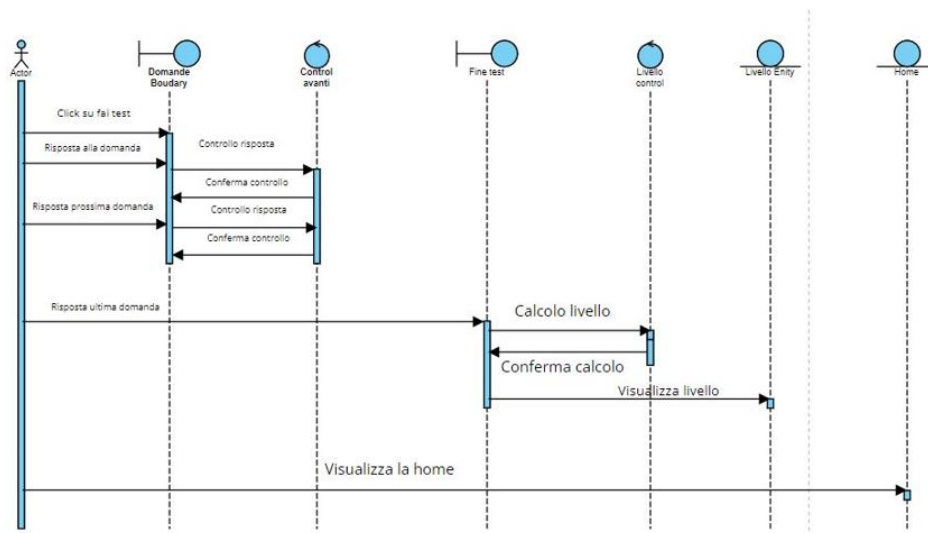 Actor
Domande
Boudary
Control
avanti
Fine test
Livello
control
Livello Enity
Home
Click su fai test
Risposta alla domanda
Controllo risposta
Conferma controllo
Risposta prossima domanda
Controllo risposta
Conferma controllo
Risposta ultima domanda
Calcolo livello
Conferma calcolo
Visualizza livello
Visualizza la home